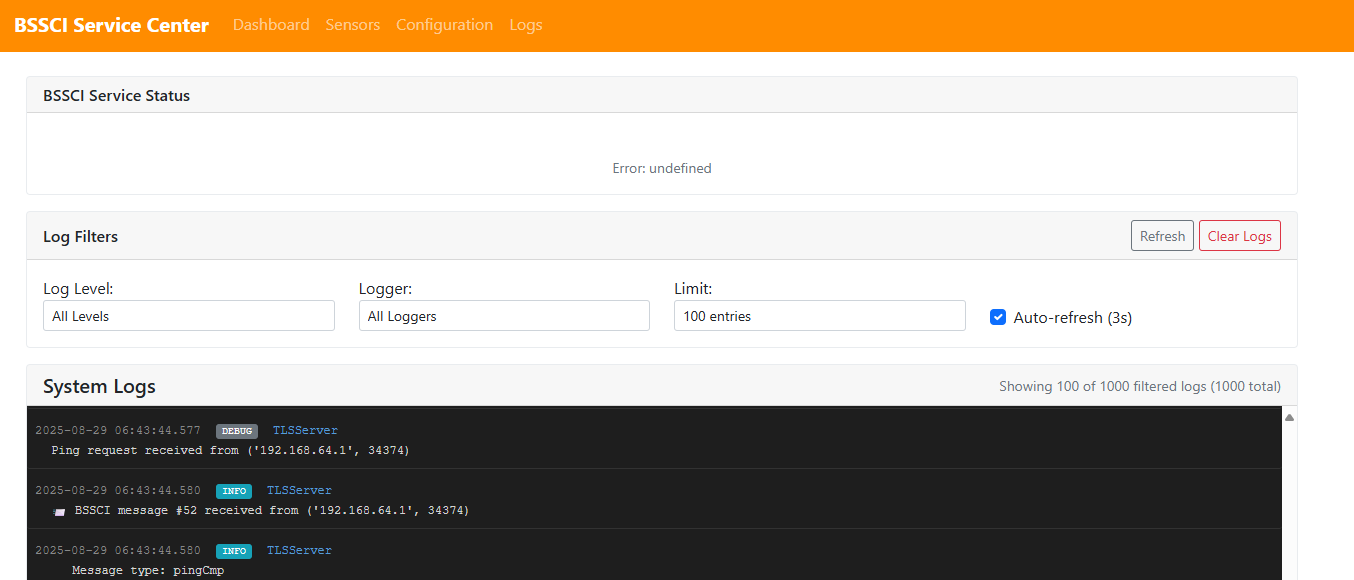 BSSCI Service Center Dashboard Sensors Configuration Logs
BSSCI Service Status
Error: undefined
Log Filters Refresh Clear Logs
Log Level: Logger: Limit:
All Levels All Loggers 100 entries Auto-refresh (3s)
System Logs Showing 100 of 1000 filtered logs (1000 total)
2025-08-29 06:43:44.577 DEBUG TLSServer
Ping request received from ('192.168.64.1', 34374)
2025-08-29 06:43:44.580 INFO TLSServer
BSSCI message #52 received from ('192.168.64.1', 34374)
2025-08-29 06:43:44.580 INFO TLSServer
Message type: pingCmp